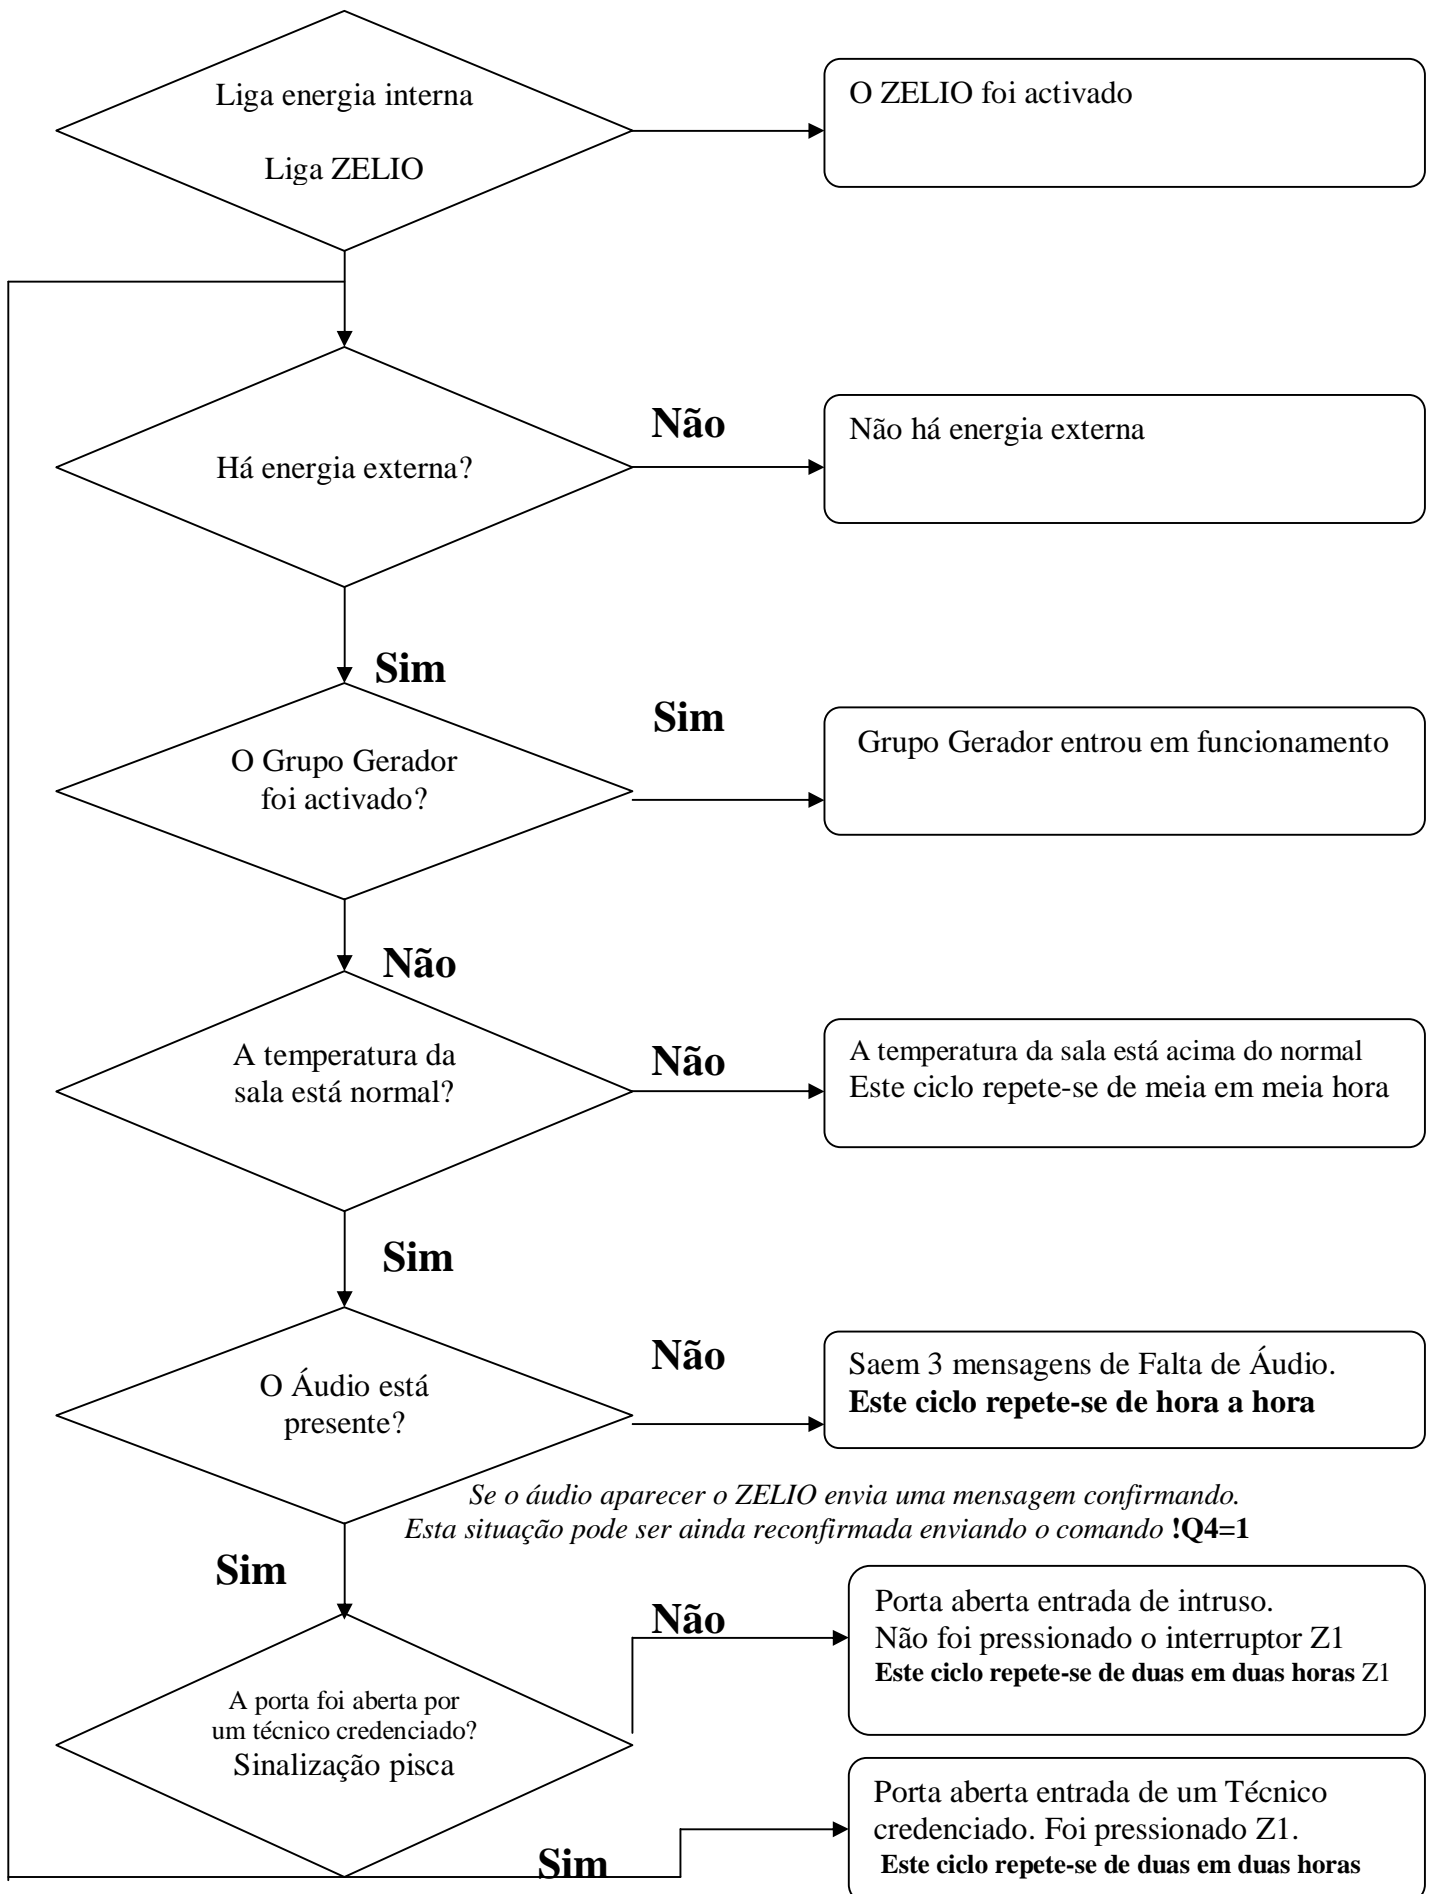 Liga energia interna
Liga ZELIO
O ZELIO foi activado
Há energia externa?
Não
Não há energia externa
Sim
O Grupo Gerador
foi activado?
Sim
Grupo Gerador entrou em funcionamento
Não
A temperatura da
sala está normal?
Não
A temperatura da sala está acima do normal
Este ciclo repete-se de meia em meia hora
Sim
O Áudio está
presente?
Não
Saem 3 mensagens de Falta de Áudio.
Este ciclo repete-se de hora a hora
Se o áudio aparecer o ZELIO envia uma mensagem confirmando.
Esta situação pode ser ainda reconfirmada enviando o comando !Q4=1
Sim
A porta foi aberta por
um técnico credenciado?
Sinalização pisca
Não
Porta aberta entrada de intruso.
Não foi pressionado o interruptor Z1
Este ciclo repete-se de duas em duas horas Z1
Sim
Porta aberta entrada de um Técnico
credenciado. Foi pressionado Z1.
Este ciclo repete-se de duas em duas horas